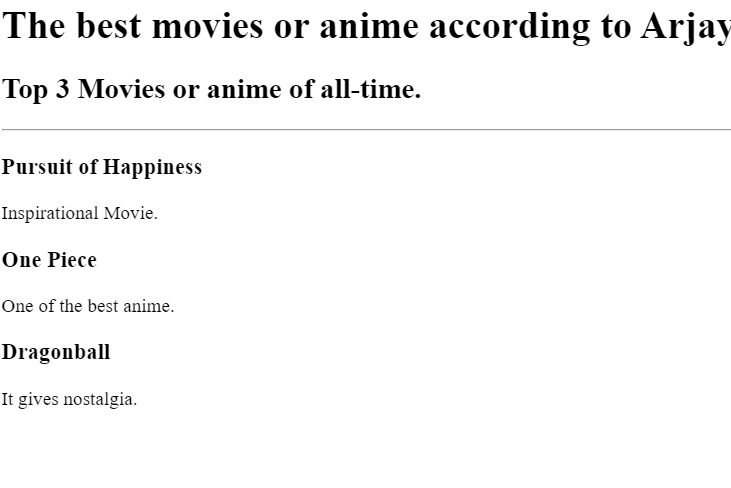 The best movies or anime according to Arjay
Top 3 Movies or anime of all-time.
Pursuit of Happiness
Inspirational Movie.
One Piece
One of the best anime.
Dragonball
It gives nostalgia.